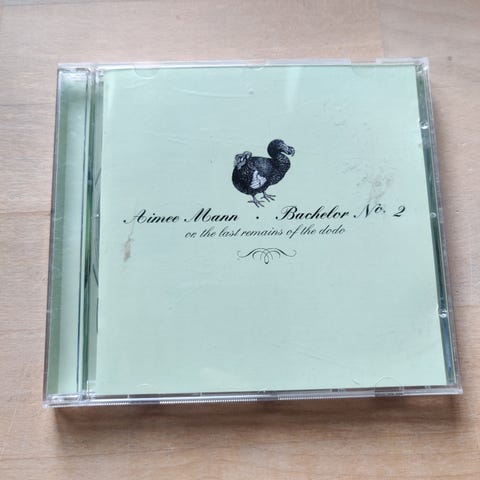 Aimee Mann · Bachelor No. 2
or, the last remains of the dodo